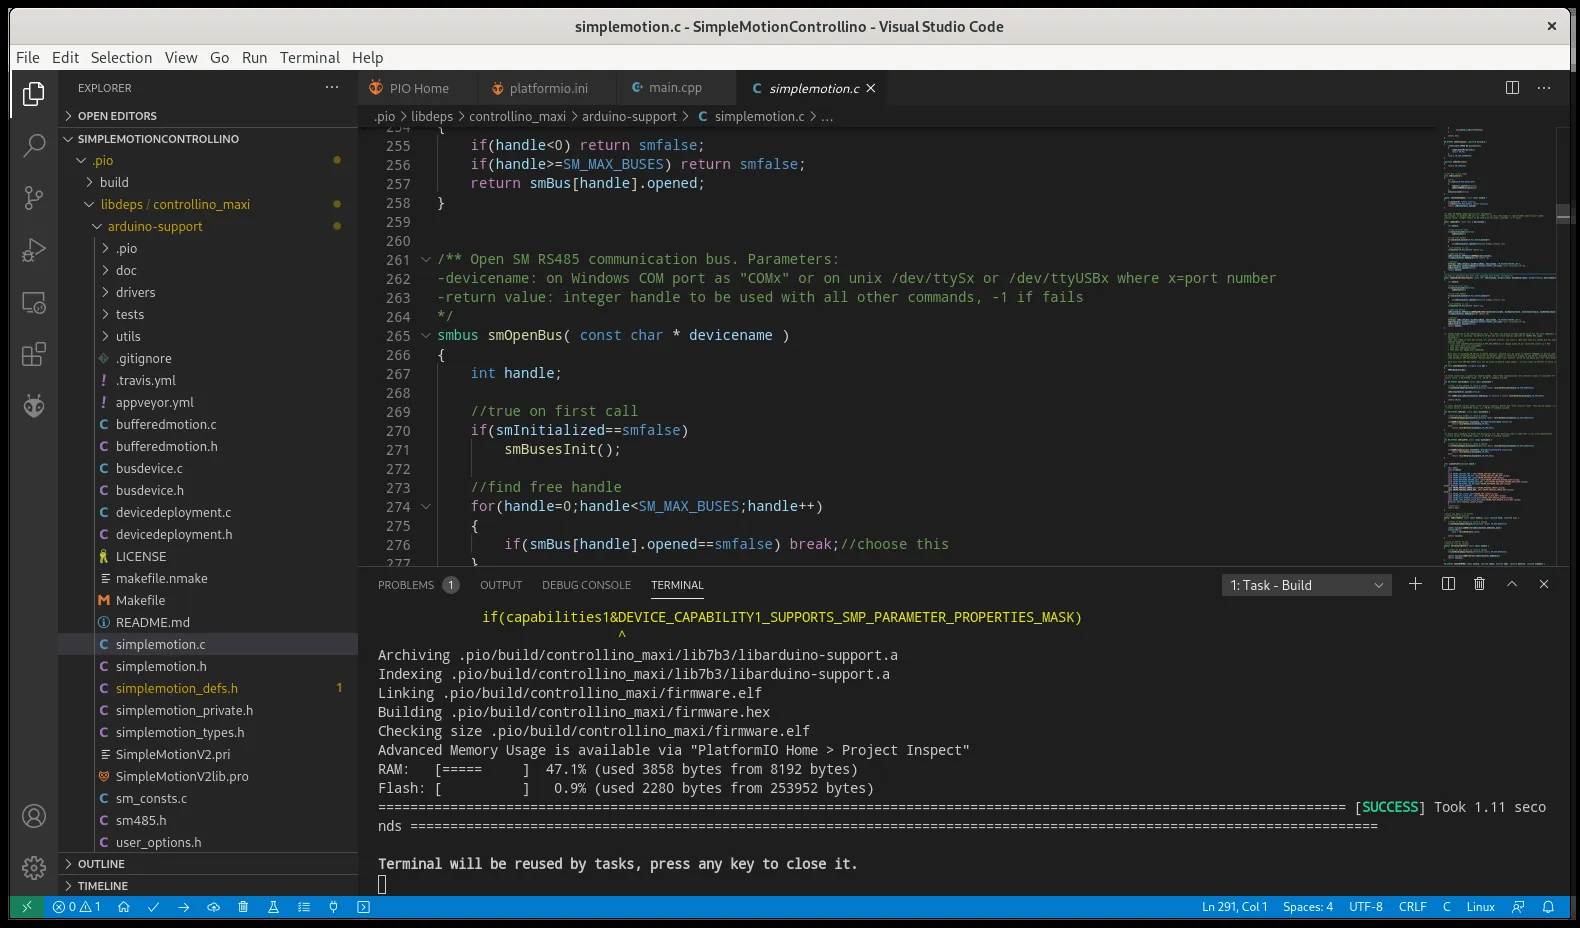 simplemotion.c - SimpleMotionControllino - Visual Studio Code
File Edit Selection View Go Run Terminal Help
EXPLORER
OPEN EDITORS
SIMPLEMOTIONCONTROLLINO
.pio
build
libdeps / controllino_maxi
arduino-support
.pio
doc
drivers
tests
utils
.gitignore
.travis.yml
appveyor.yml
bufferedmotion.c
bufferedmotion.h
busdevice.c
busdevice.h
devicedeployment.c
devicedeployment.h
LICENSE
makefile.nmake
Makefile
README.md
simplemotion.c
simplemotion.h
simplemotion_defs.h 1
simplemotion_private.h
simplemotion_types.h
SimpleMotionV2.pri
SimpleMotionV2lib.pro
sm_consts.c
sm485.h
user_options.h
OUTLINE
TIMELINE
PIO Home platformio.ini main.cpp simplemotion.c
.pio > libdeps > controllino_maxi > arduino-support > C simplemotion.c > ...
254 {
255 if(handle<0) return smfalse;
256 if(handle>=SM_MAX_BUSES) return smfalse;
257 return smBus[handle].opened;
258 }
259
260
261 /** Open SM RS485 communication bus. Parameters:
262 -devicename: on Windows COM port as "COMx" or on unix /dev/ttySx or /dev/ttyUSBx where x=port number
263 -return value: integer handle to be used with all other commands, -1 if fails
264 */
265 smbus smOpenBus( const char * devicename )
266 {
267 int handle;
268
269 //true on first call
270 if(smInitialized==smfalse)
271 smBusesInit();
272
273 //find free handle
274 for(handle=0;handle<SM_MAX_BUSES;handle++)
275 {
276 if(smBus[handle].opened==smfalse) break;//choose this
277 }
PROBLEMS 1 OUTPUT DEBUG CONSOLE TERMINAL 1: Task - Build
if(capabilities1&DEVICE_CAPABILITY1_SUPPORTS_SMP_PARAMETER_PROPERTIES_MASK)
^
Archiving .pio/build/controllino_maxi/lib7b3/libarduino-support.a
Indexing .pio/build/controllino_maxi/lib7b3/libarduino-support.a
Linking .pio/build/controllino_maxi/firmware.elf
Building .pio/build/controllino_maxi/firmware.hex
Checking size .pio/build/controllino_maxi/firmware.elf
Advanced Memory Usage is available via "PlatformIO Home > Project Inspect"
RAM: [===== ] 47.1% (used 3858 bytes from 8192 bytes)
Flash: [ ] 0.9% (used 2280 bytes from 253952 bytes)
========================================================================================================================= [SUCCESS] Took 1.11 seco
nds =========================================================================================================================
Terminal will be reused by tasks, press any key to close it.
0 1 Ln 291, Col 1 Spaces: 4 UTF-8 CRLF C Linux